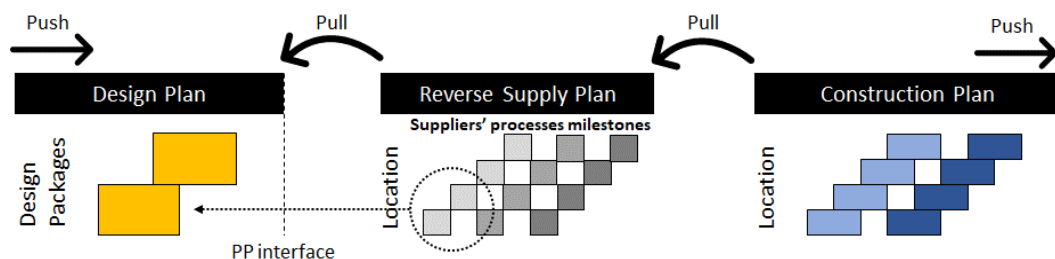 Push
Pull
Pull
Push
Design Plan
Reverse Supply Plan
Construction Plan
Suppliers' processes milestones
Design
Packages
Location
Location
PP interface